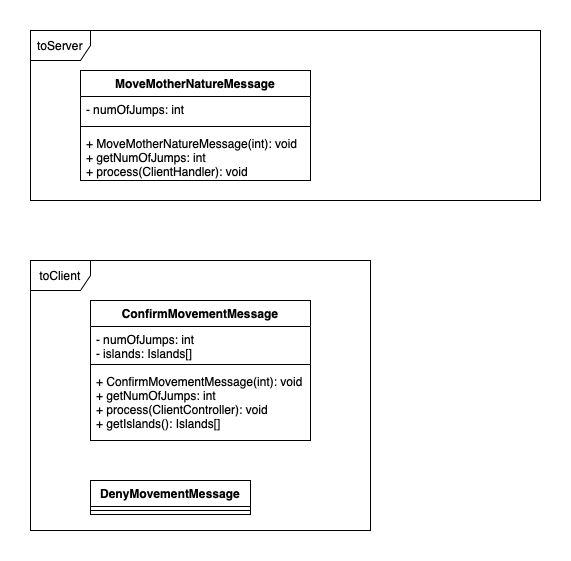 toServer
MoveMotherNatureMessage
- numOfJumps: int
+ MoveMotherNatureMessage(int): void
+ getNumOfJumps: int
+ process(ClientHandler): void
toClient
ConfirmMovementMessage
- numOfJumps: int
- islands: Islands[]
+ ConfirmMovementMessage(int): void
+ getNumOfJumps: int
+ process(ClientController): void
+ getIslands(): Islands[]
DenyMovementMessage